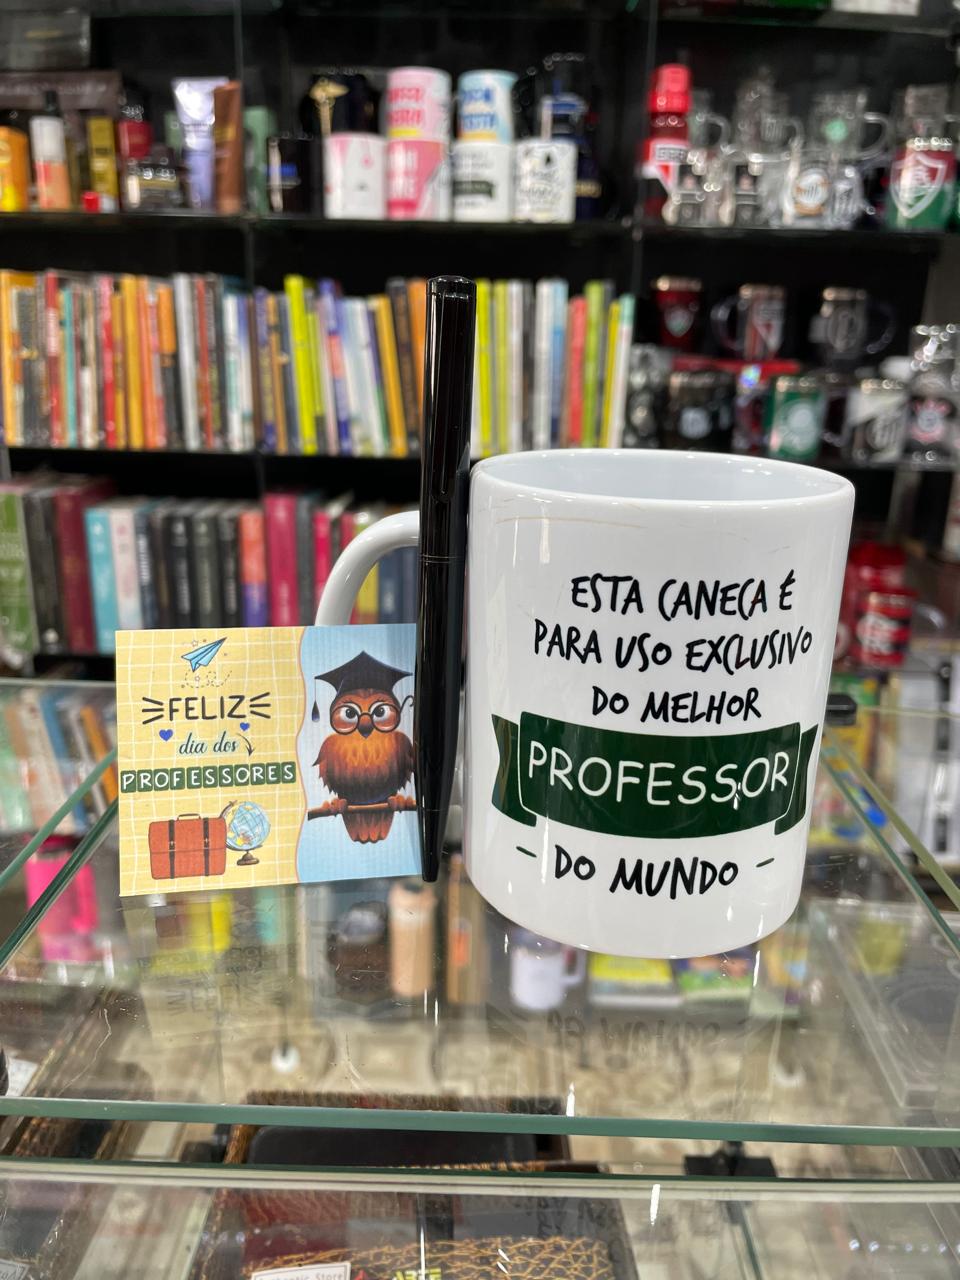 FELIZ
dia dos
PROFESSORES
ESTA CANECA É
PARA USO EXCLUSIVO
DO MELHOR
PROFESSOR
DO MUNDO